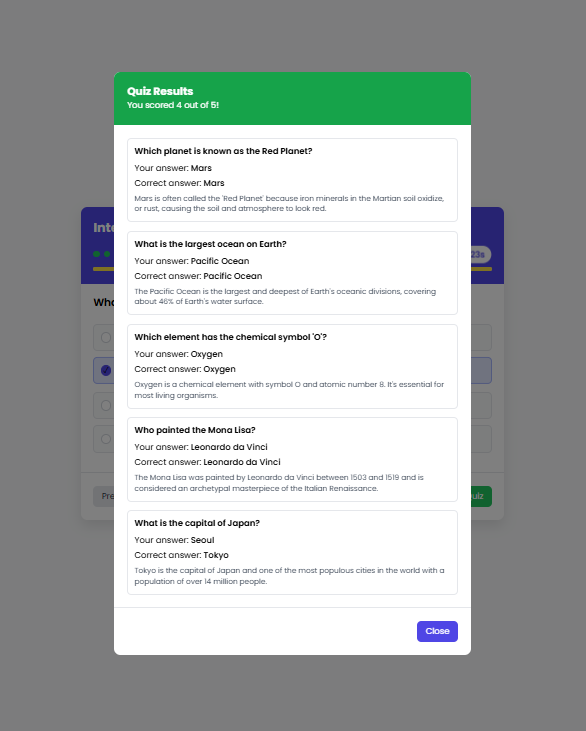 Quiz Results
You scored 4 out of 5!
Which planet is known as the Red Planet?
Your answer: Mars
Correct answer: Mars
Mars is often called the 'Red Planet' because iron minerals in the Martian soil oxidize,
or rust, causing the soil and atmosphere to look red.
What is the largest ocean on Earth?
Your answer: Pacific Ocean
Correct answer: Pacific Ocean
The Pacific Ocean is the largest and deepest of Earth's oceanic divisions, covering
about 46% of Earth's water surface.
Which element has the chemical symbol 'O'?
Your answer: Oxygen
Correct answer: Oxygen
Oxygen is a chemical element with symbol O and atomic number 8. It's essential for
most living organisms.
Who painted the Mona Lisa?
Your answer: Leonardo da Vinci
Correct answer: Leonardo da Vinci
The Mona Lisa was painted by Leonardo da Vinci between 1503 and 1519 and is
considered an archetypal masterpiece of the Italian Renaissance.
What is the capital of Japan?
Your answer: Seoul
Correct answer: Tokyo
Tokyo is the capital of Japan and one of the most populous cities in the world with a
population of over 14 million people.
Close